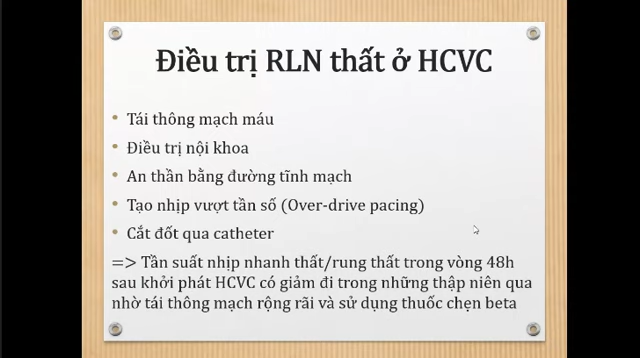 Điều trị RLN thất ở HCVC
• Tái thông mạch máu
• Điều trị nội khoa
• An thần bằng đường tĩnh mạch
• Tạo nhịp vượt tần số (Over-drive pacing)
• Cắt đốt qua catheter
=> Tần suất nhịp nhanh thất/rung thất trong vòng 48h
sau khởi phát HCVC có giảm đi trong những thập niên qua
nhờ tái thông mạch rộng rãi và sử dụng thuốc chẹn beta